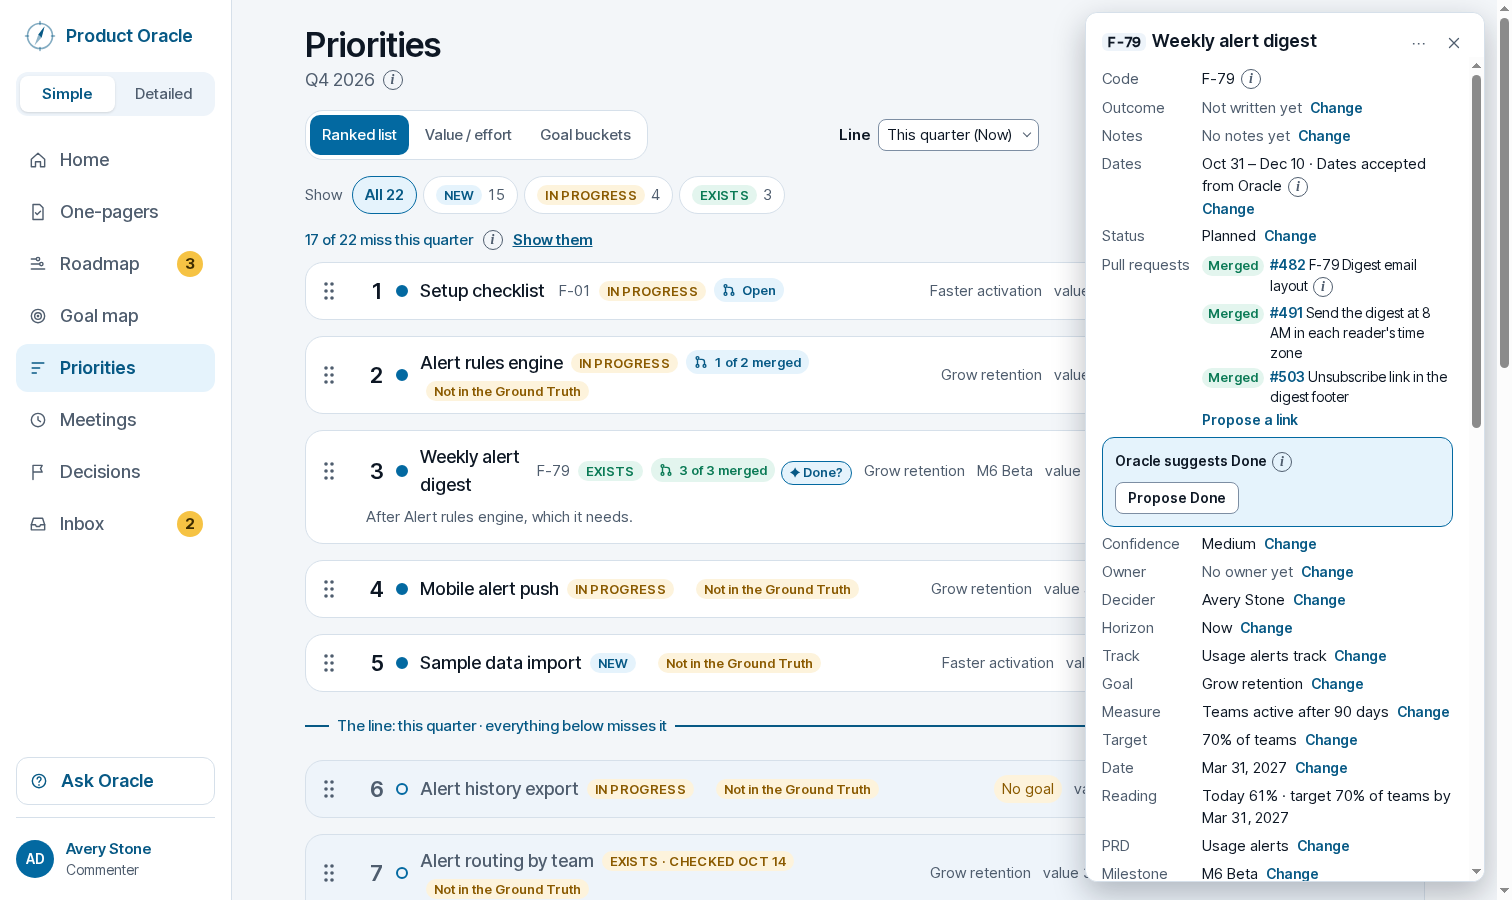 Product Oracle
Simple
Detailed
Home
One-pagers
Roadmap
3
Goal map
Priorities
Meetings
Decisions
Inbox
2
Ask Oracle
AD
Avery Stone
Commenter
Priorities
Q4 2026
i
Ranked list
Value / effort
Goal buckets
Line
This quarter (Now)
Show
All 22
NEW 15
IN PROGRESS 4
EXISTS 3
17 of 22 miss this quarter i Show them
1 Setup checklist F-01 IN PROGRESS Open Faster activation value
2 Alert rules engine IN PROGRESS 1 of 2 merged Grow retention value
Not in the Ground Truth
3 Weekly alert digest F-79 EXISTS 3 of 3 merged Done? Grow retention M6 Beta value
After Alert rules engine, which it needs.
4 Mobile alert push IN PROGRESS Not in the Ground Truth Grow retention value
5 Sample data import NEW Not in the Ground Truth Faster activation
The line: this quarter · everything below misses it
6 Alert history export IN PROGRESS Not in the Ground Truth No goal
7 Alert routing by team EXISTS · CHECKED OCT 14 Grow retention value
Not in the Ground Truth
F-79 Weekly alert digest
Code F-79 i
Outcome Not written yet Change
Notes No notes yet Change
Dates Oct 31 – Dec 10 · Dates accepted
from Oracle i
Change
Status Planned Change
Pull requests Merged #482 F-79 Digest email
layout i
Merged #491 Send the digest at 8
AM in each reader's time
zone
Merged #503 Unsubscribe link in the
digest footer
Propose a link
Oracle suggests Done i
Propose Done
Confidence Medium Change
Owner No owner yet Change
Decider Avery Stone Change
Horizon Now Change
Track Usage alerts track Change
Goal Grow retention Change
Measure Teams active after 90 days Change
Target 70% of teams Change
Date Mar 31, 2027 Change
Reading Today 61% · target 70% of teams by
Mar 31, 2027
PRD Usage alerts Change
Milestone M6 Beta Change